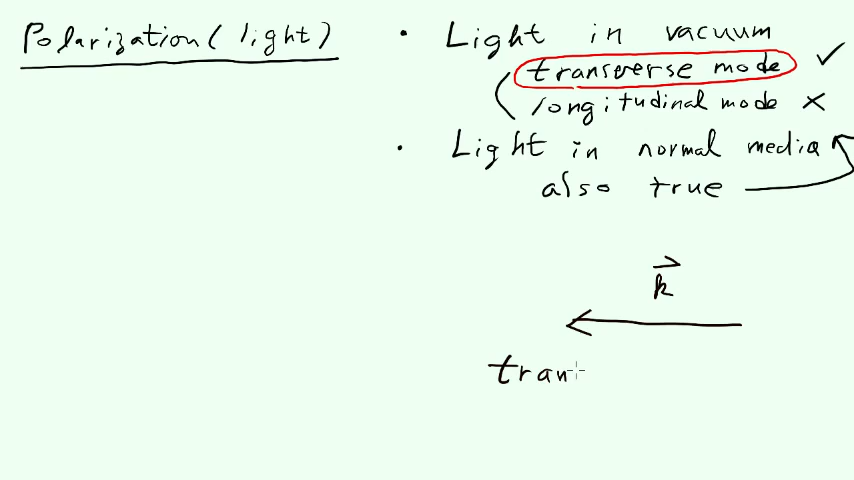 Polarization( light )
• Light in vacuum
transverse mode ✓
longitudinal mode ×
• Light in normal media
also true
k
tran